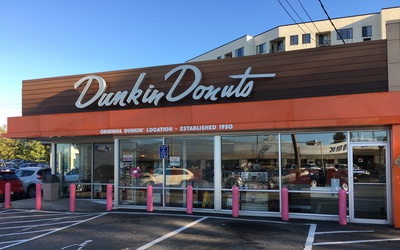 Dunkin Donuts
ORIGINAL DUNKIN' LOCATION - ESTABLISHED 1950